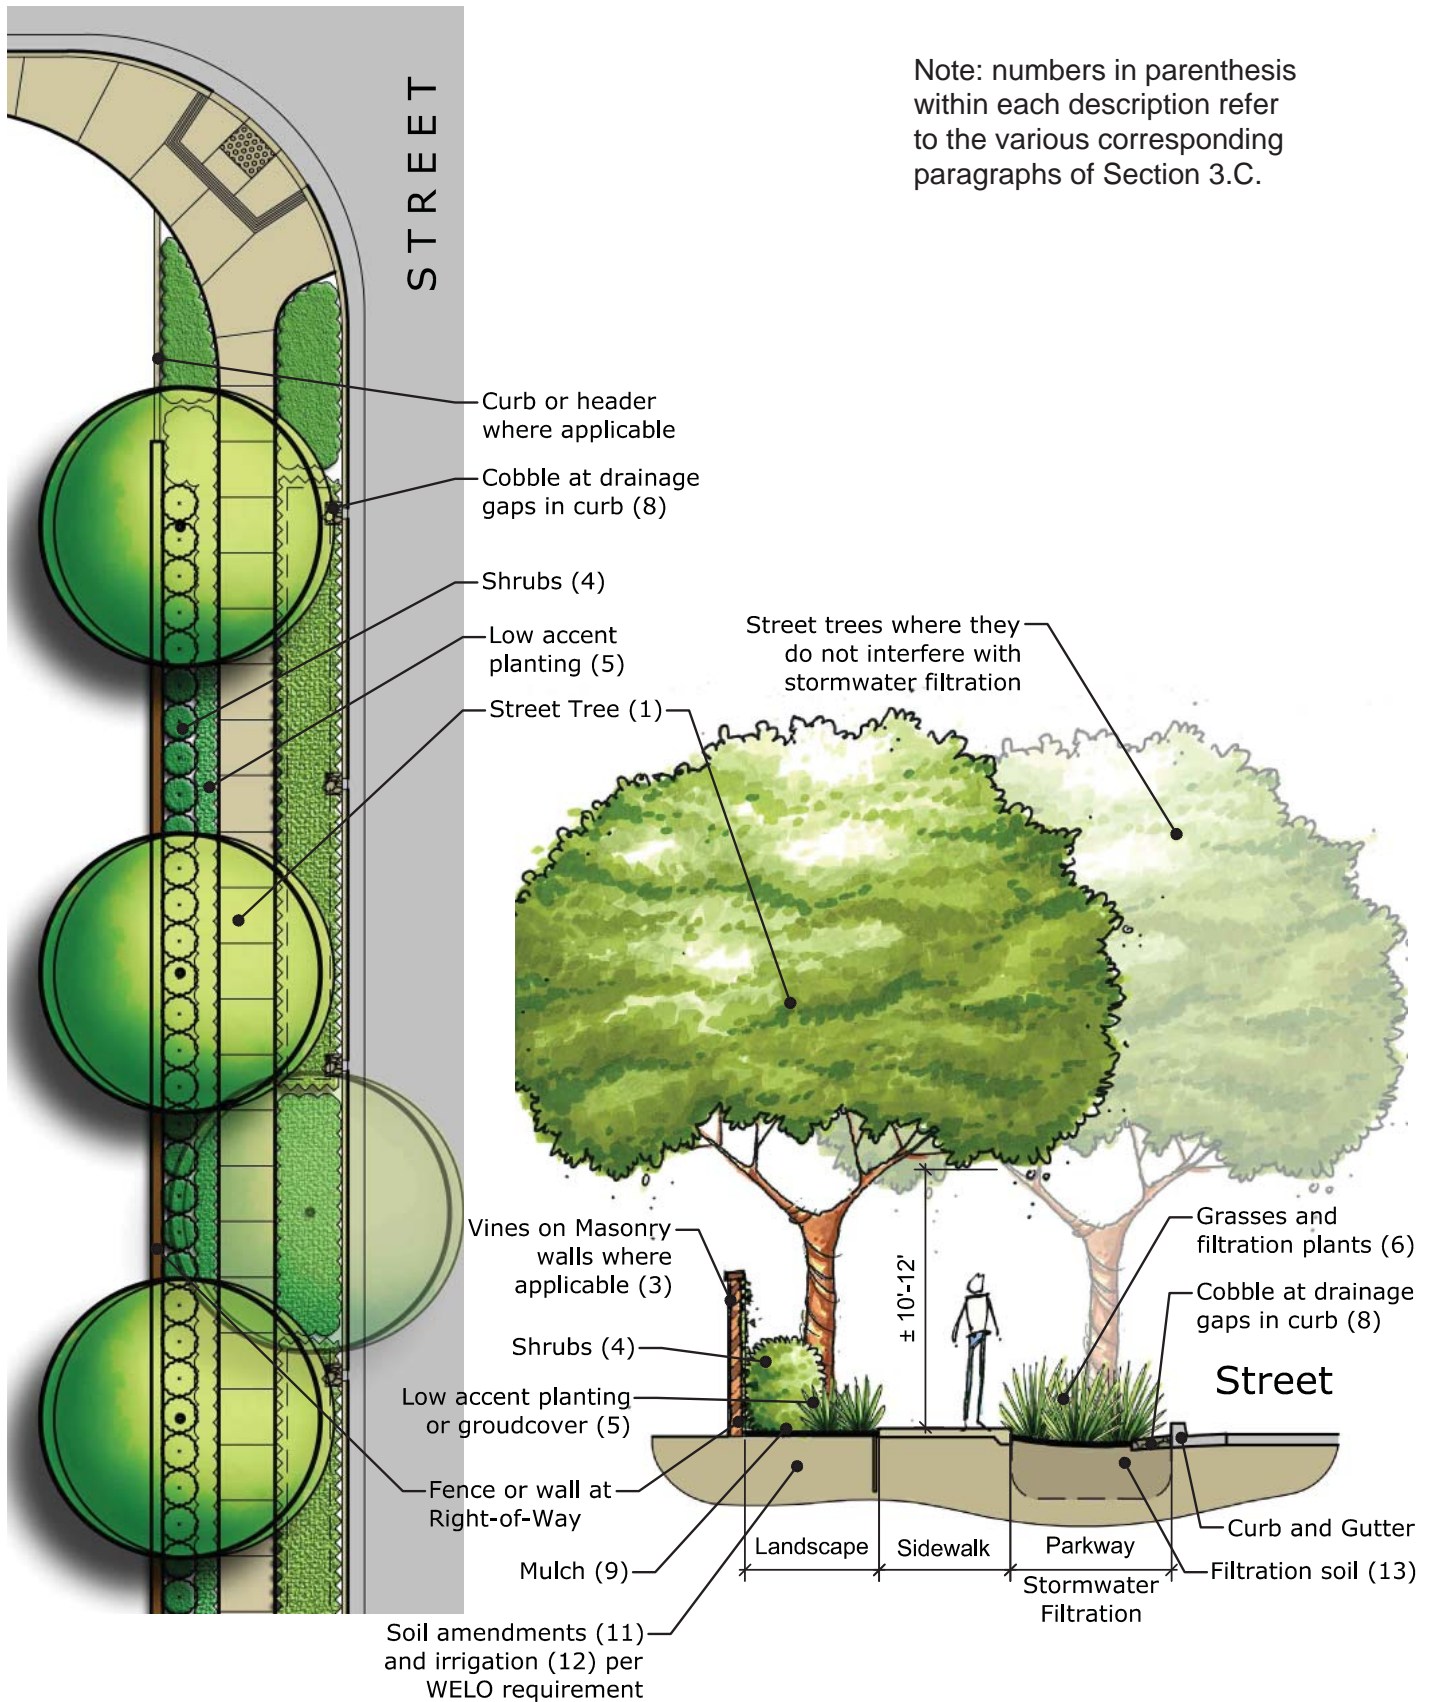 Note: numbers in parenthesis
within each description refer
to the various corresponding
paragraphs of Section 3.C.
STREET
Curb or header
where applicable
Cobble at drainage
gaps in curb (8)
Shrubs (4)
Low accent
planting (5)
Street Tree (1)
Street trees where they
do not interfere with
stormwater filtration
Vines on Masonry
walls where
applicable (3)
Shrubs (4)
Low accent planting
or groudcover (5)
Fence or wall at
Right-of-Way
Mulch (9)
Soil amendments (11)
and irrigation (12) per
WELO requirement
± 10'-12'
Grasses and
filtration plants (6)
Cobble at drainage
gaps in curb (8)
Street
Curb and Gutter
Filtration soil (13)
Landscape
Sidewalk
Parkway
Stormwater
Filtration